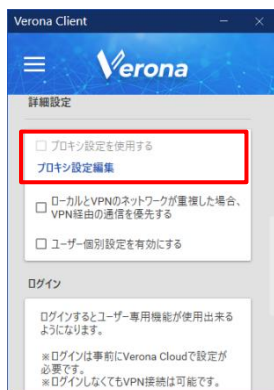 Verona Client
Verona
詳細設定
プロキシ設定を使用する
プロキシ設定編集
ローカルとVPNのネットワークが重複した場合、
VPN経由の通信を優先する
ユーザー個別設定を有効にする
ログイン
ログインするとユーザー専用機能が使用出来る
ようになります。
※ログインは事前にVerona Cloudで設定が
必要です。
※ログインしなくてもVPN接続は可能です。